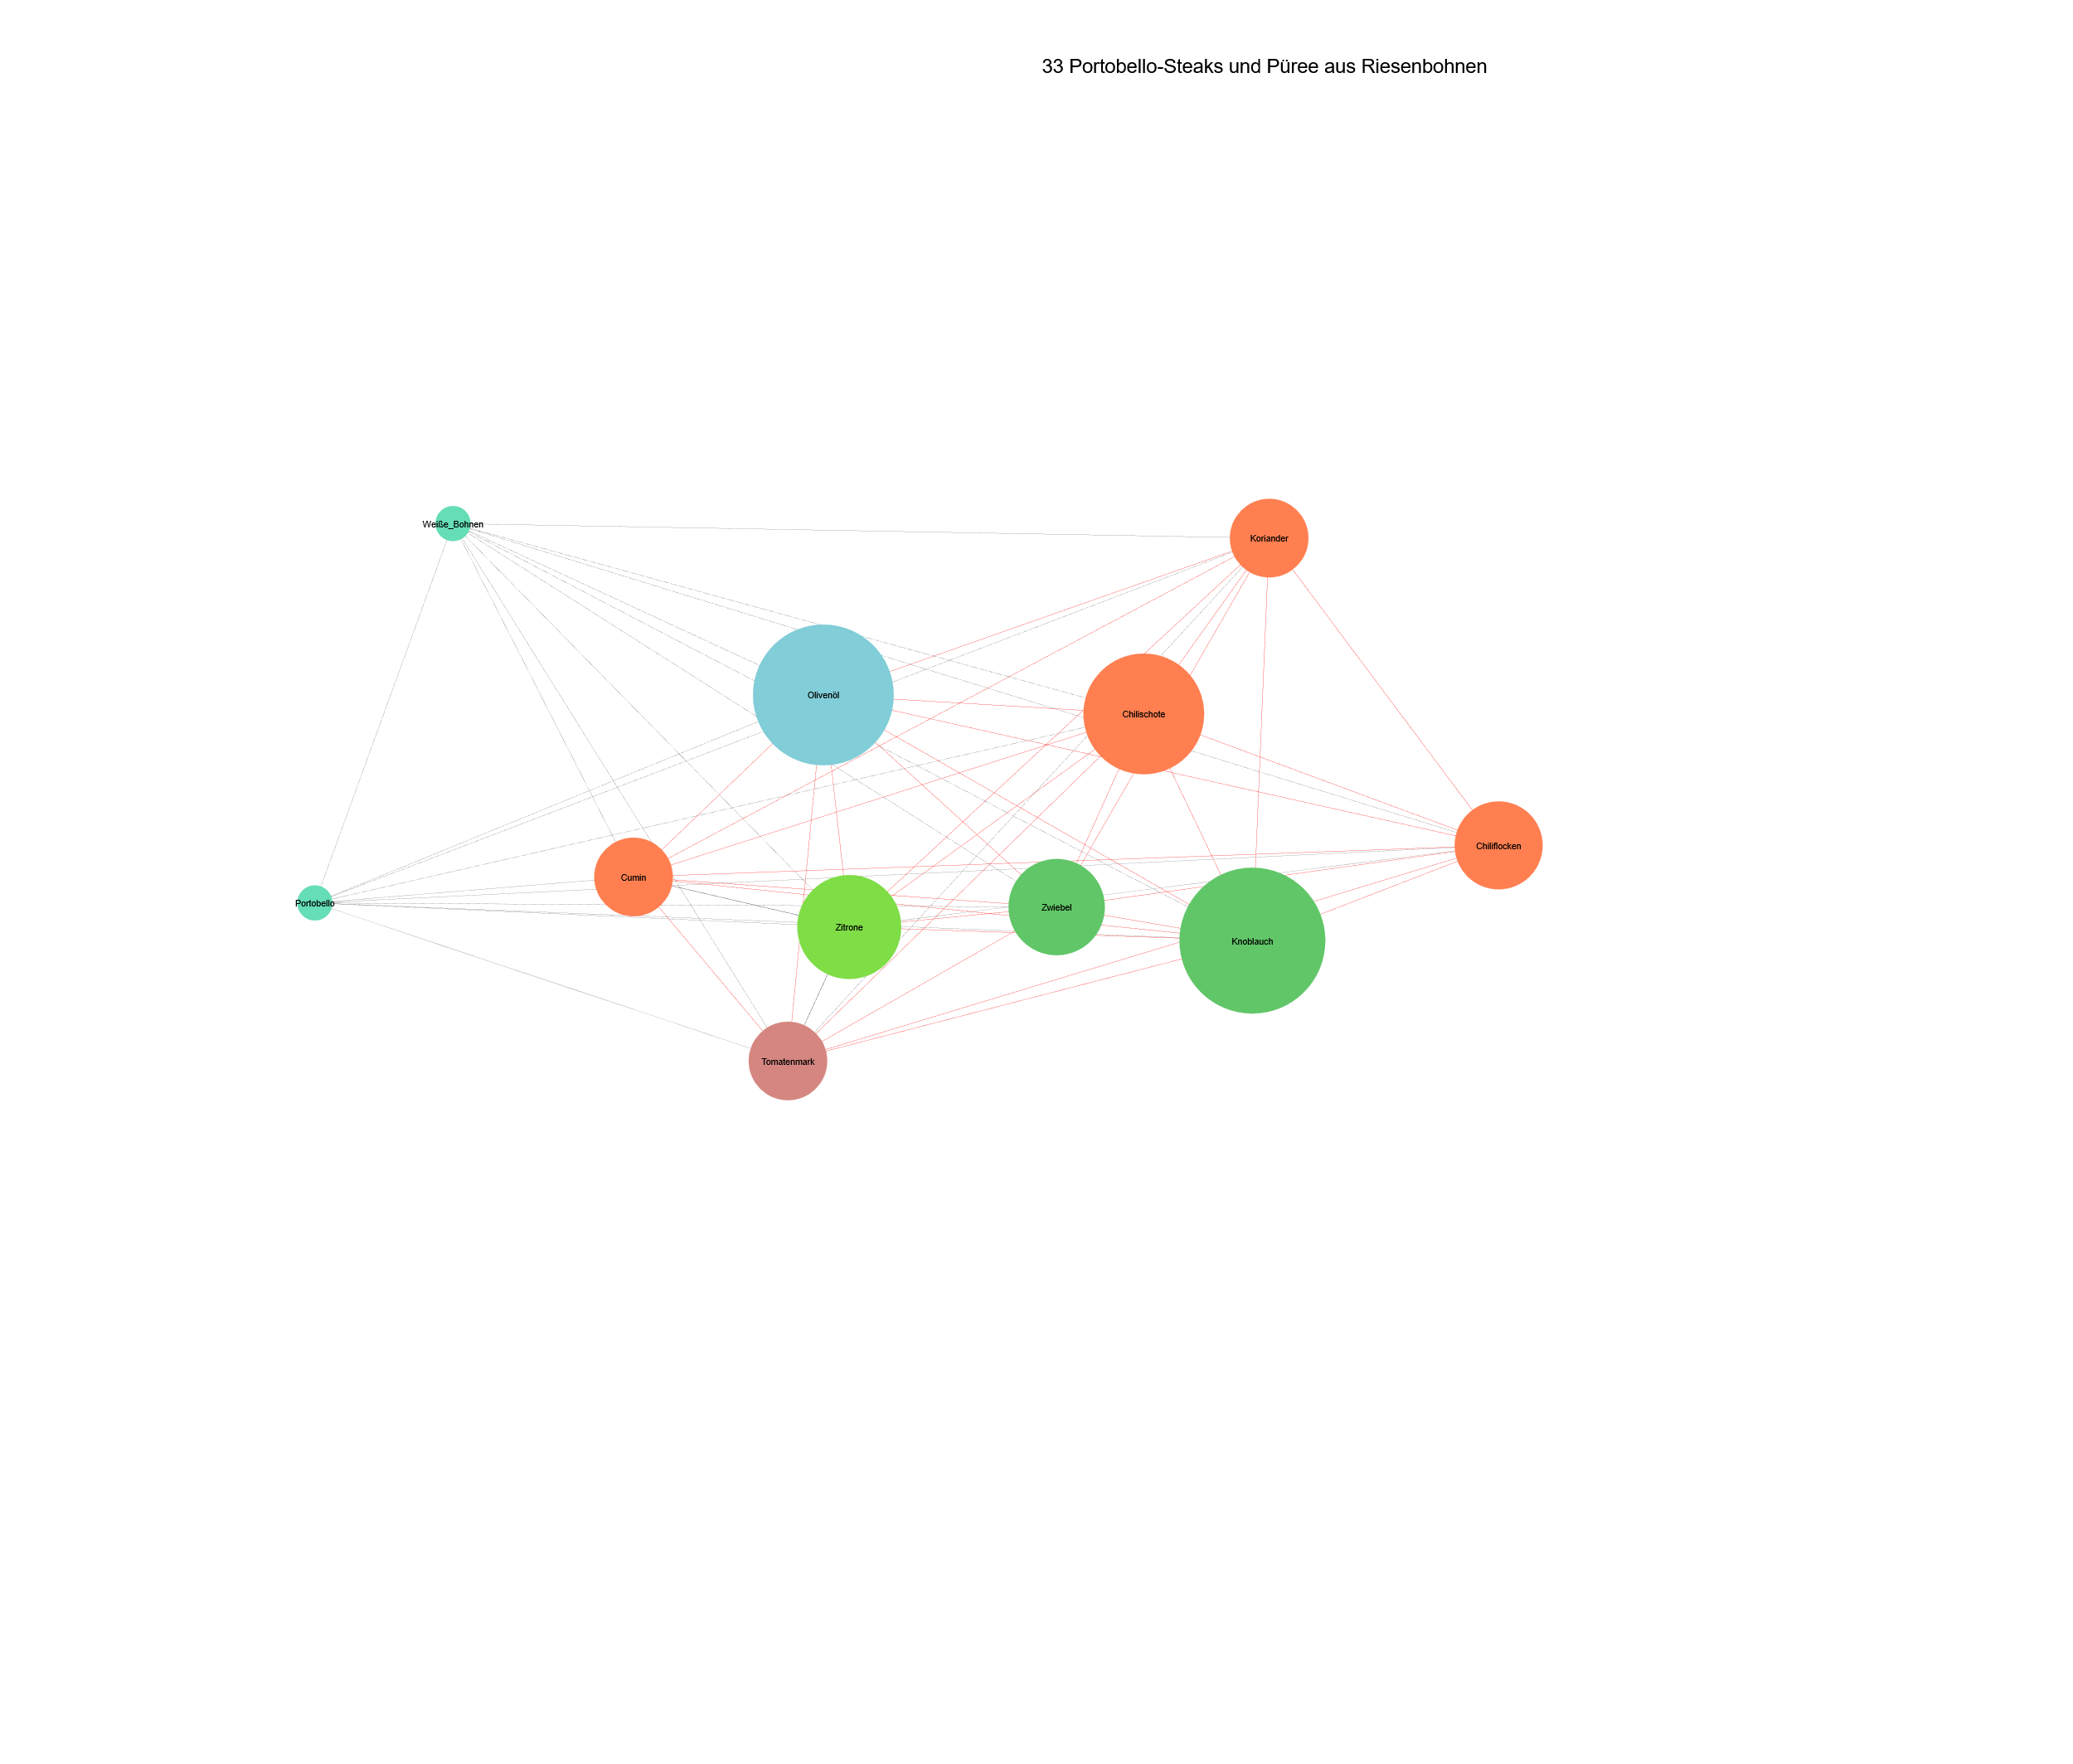 33 Portobello-Steaks und Püree aus Riesenbohnen
Weiße_Bohnen
Koriander
Olivenöl
Chilischote
Chiliflocken
Cumin
Portobello
Zwiebel
Zitrone
Knoblauch
Tomatenmark